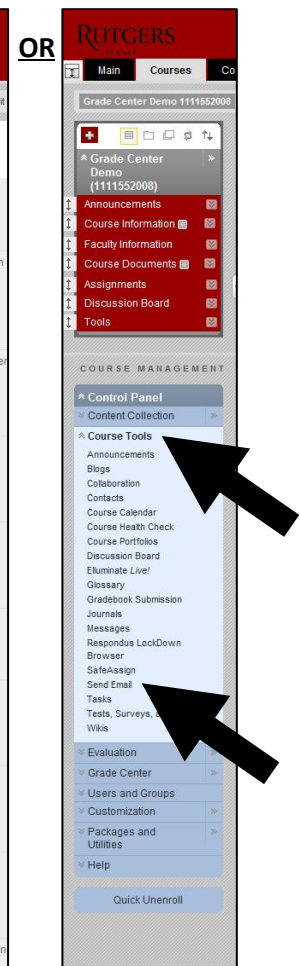 OR
RUTGERS
Main Courses Co
Grade Center Demo 1111552008
Grade Center
Demo
(1111552008)
Announcements
Course Information
Faculty Information
Course Documents
Assignments
Discussion Board
Tools
COURSE MANAGEMENT
Control Panel
Content Collection
Course Tools
Announcements
Blogs
Collaboration
Contacts
Course Calendar
Course Health Check
Course Portfolios
Discussion Board
Elluminate Live!
Glossary
Gradebook Submission
Journals
Messages
Respondus LockDown
Browser
SafeAssign
Send Email
Tasks
Tests, Surveys,
Wikis
Evaluation
Grade Center
Users and Groups
Customization
Packages and
Utilities
Help
Quick Unenroll